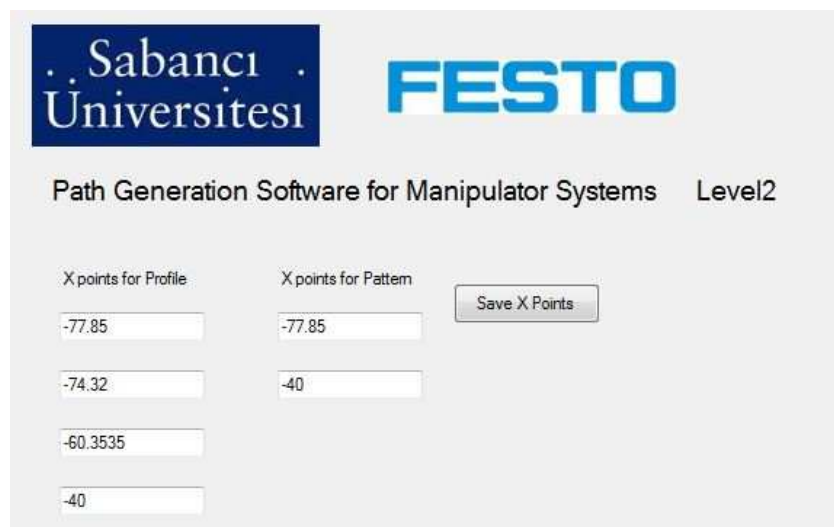 . . Sabancı .
Üniversitesi
FESTO
Path Generation Software for Manipulator Systems Level2
X points for Profile X points for Pattern
Save X Points
-77.85 -77.85
-74.32 -40
-60.3535
-40